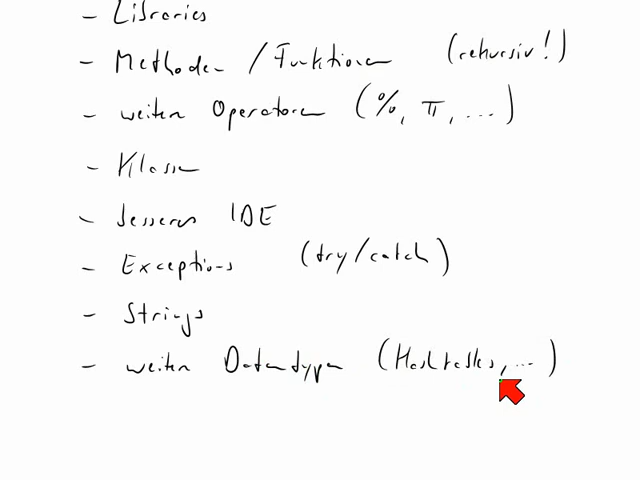 - Libraries
- Methoden / Funktionen (rekursiv!)
- weitere Operatoren (%, π, ...)
- Klassen
- besseres IDE
- Exceptions (try/catch)
- Strings
- weitere Datentypen (Hashtables, ...)